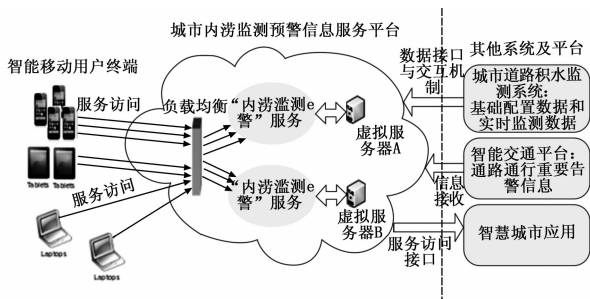 城市内涝监测预警信息服务平台
智能移动用户终端
服务访问
Tablets Tablets
服务访问
Laptops
Laptops
负载均衡
“内涝滥测e
警”服务
虚拟服
务器A
“内涝滥测e
警”服务
虚拟服
务器B
数据接口
与交互机
制
信息
接收
服务访问
接口
其他系统及平台
城市道路积水监
测系统：
基础配置数据和
实时监测数据
智能交通平台：
通路通行重要告
警信息
智慧城市应用